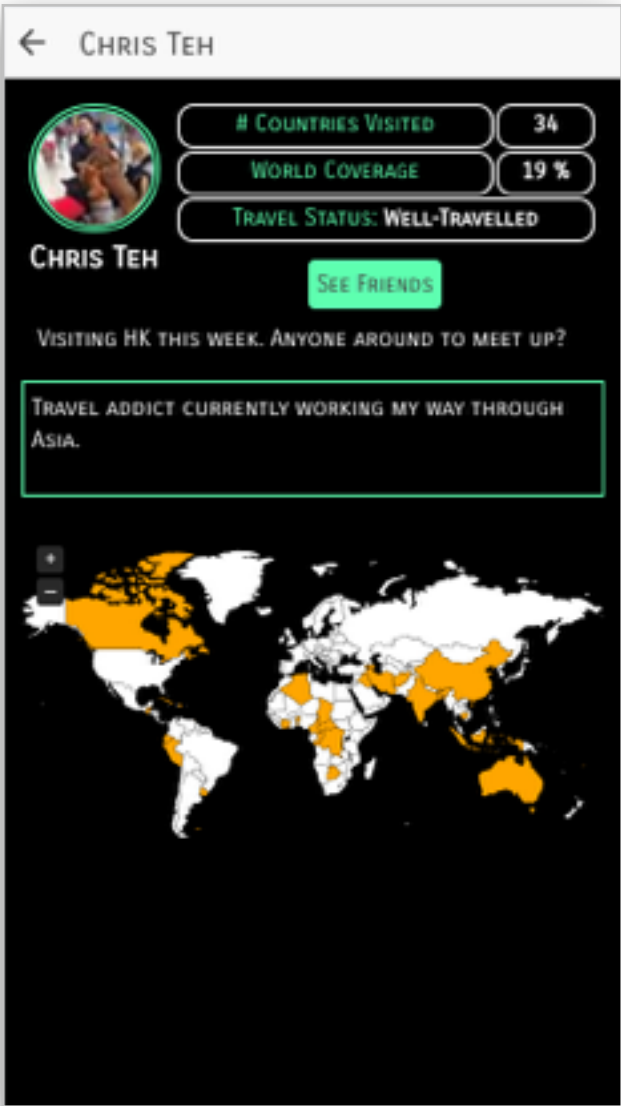 ← Chris Teh
# Countries Visited 34
World Coverage 19 %
Travel Status: Well-Travelled
Chris Teh
See Friends
Visiting HK this week. Anyone around to meet up?
Travel addict currently working my way through
Asia.
+
−